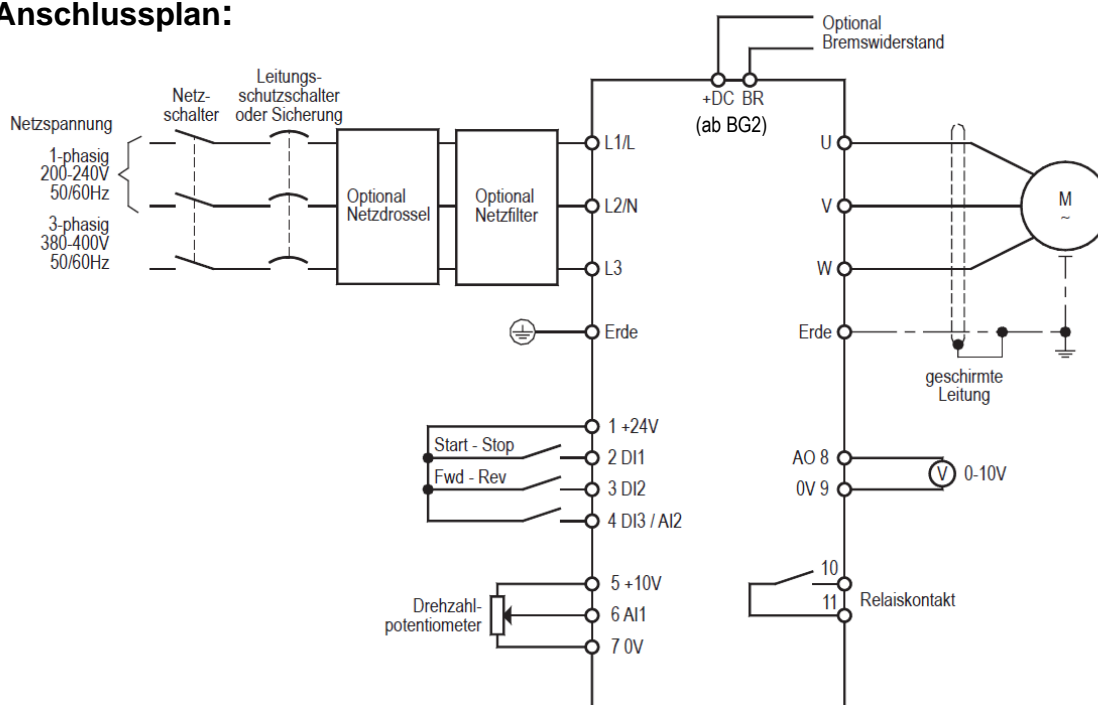 Anschlussplan:
Optional
Bremswiderstand
+DC BR
(ab BG2)
Netzspannung
1-phasig
200-240V
50/60Hz
3-phasig
380-400V
50/60Hz
Netz-
schalter
Leitungs-
schutzschalter
oder Sicherung
Optional
Netzdrossel
Optional
Netzfilter
L1/L
L2/N
L3
Erde
U
V
W
Erde
M
~
geschirmte
Leitung
1 +24V
Start - Stop
2 DI1
Fwd - Rev
3 DI2
4 DI3 / AI2
5 +10V
Drehzahl-
potentiometer
6 AI1
7 0V
AO 8
0V 9
V
0-10V
10
11
Relaiskontakt